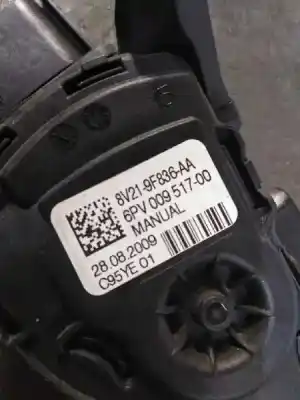 8V21-9F836-AA
6PV 009 517-00
MANUAL
28.08.2009
C95YE 01